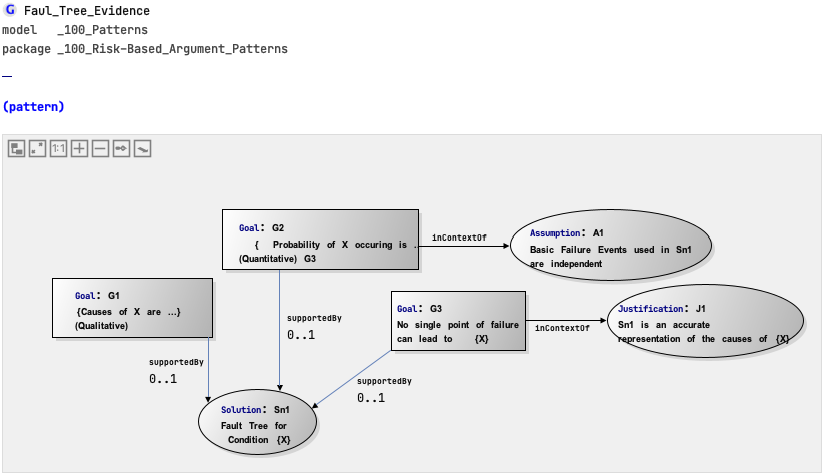 G Faul_Tree_Evidence
model _100_Patterns
package _100_Risk-Based_Argument_Patterns
(pattern)
1:1
Goal: G2
{ Probability of X occuring is ..
(Quantitative) G3
inContextOf
Assumption: A1
Basic Failure Events used in Sn1
are independent
Goal: G1
{Causes of X are ...}
(Qualitative)
Goal: G3
No single point of failure
can lead to {X}
inContextOf
Justification: J1
Sn1 is an accurate
representation of the causes of {X}
supportedBy
0..1
supportedBy
0..1
supportedBy
0..1
Solution: Sn1
Fault Tree for
Condition {X}